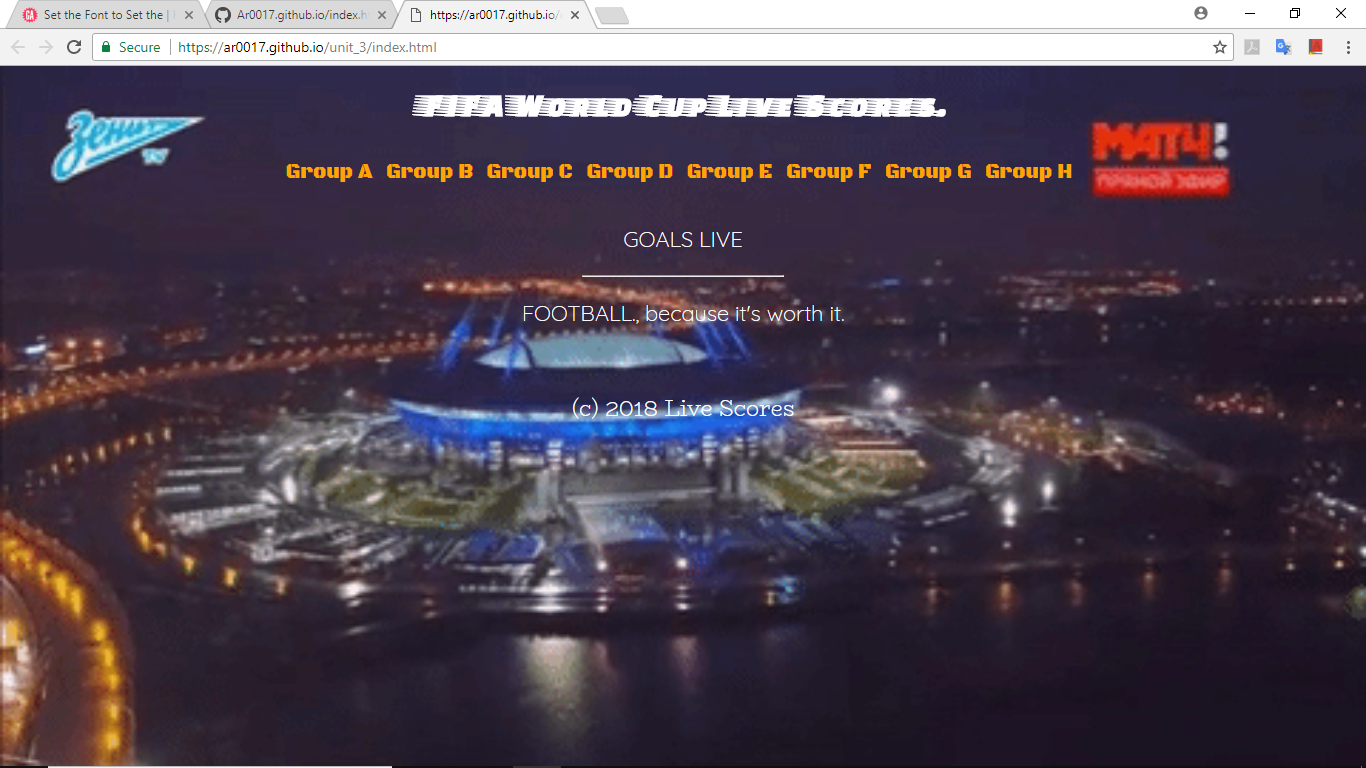 Set the Font to Set the |
Ar0017.github.io/index.h
https://ar0017.github.io/
Secure
https://ar0017.github.io/unit_3/index.html
FIFA World Cup Live Scores.
Зенит
TV
МАТЧ!
ПРЯМОЙ ЭФИР
Group A Group B Group C Group D Group E Group F Group G Group H
GOALS LIVE
FOOTBALL., because it's worth it.
(c) 2018 Live Scores